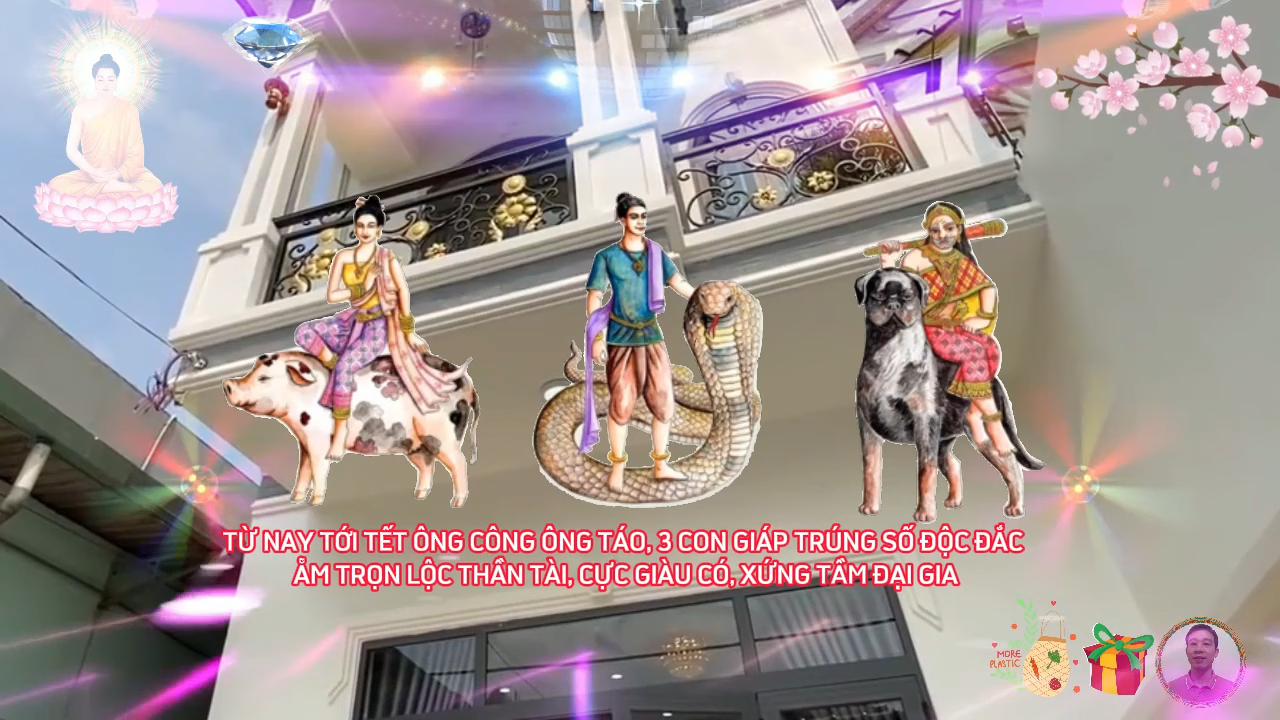 TỪ NAY TỚI TẾT ÔNG CÔNG ÔNG TÁO, 3 CON GIÁP TRÚNG SỐ ĐỘC ĐẮC
ẴM TRỌN LỘC THẦN TÀI, CỰC GIÀU CÓ, XỨNG TẦM ĐẠI GIA
MORE
PLASTIC